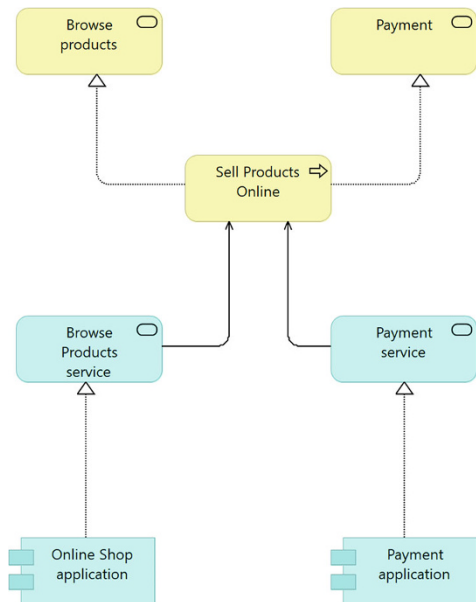 Browse
products
Payment
Sell Products
Online
Browse
Products
service
Payment
service
Online Shop
application
Payment
application